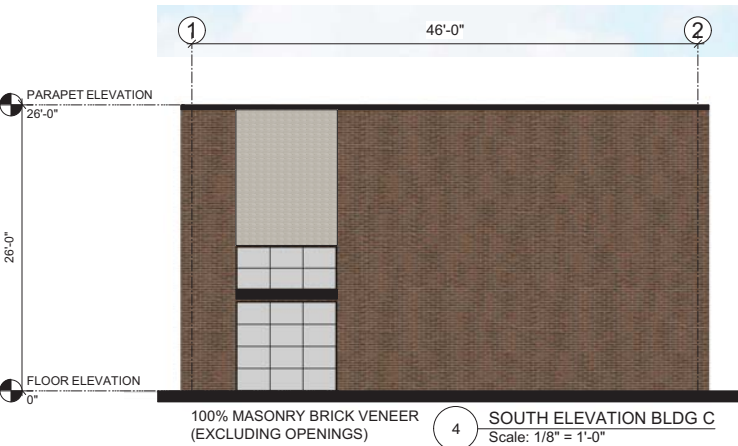 1
46'-0"
2
PARAPET ELEVATION
26'-0"
26'-0"
FLOOR ELEVATION
0"
100% MASONRY BRICK VENEER
(EXCLUDING OPENINGS)
4
SOUTH ELEVATION BLDG C
Scale: 1/8" = 1'-0"